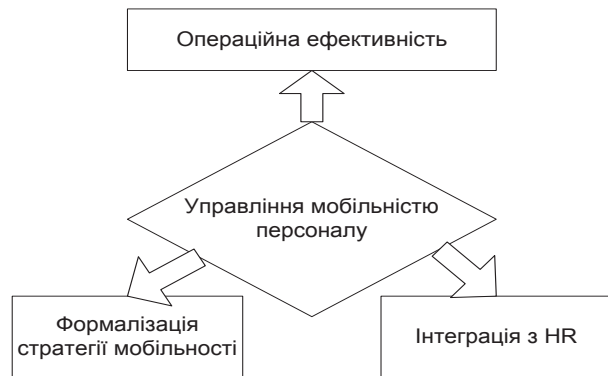 Операційна ефективність
Управління мобільністю
персоналу
Формалізація
стратегії мобільності
Інтеграція з HR